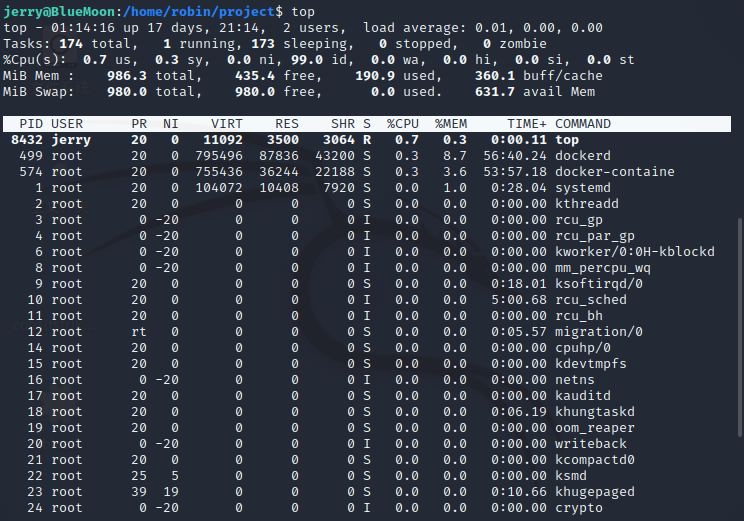 jerry@BlueMoon:/home/robin/project$ top
top - 01:14:16 up 17 days, 21:14,  2 users,  load average: 0.01, 0.00, 0.00
Tasks: 174 total,   1 running, 173 sleeping,   0 stopped,   0 zombie
%Cpu(s):  0.7 us,  0.3 sy,  0.0 ni, 99.0 id,  0.0 wa,  0.0 hi,  0.0 si,  0.0 st
MiB Mem :    986.3 total,    435.4 free,    190.9 used,    360.1 buff/cache
MiB Swap:    980.0 total,    980.0 free,      0.0 used.    631.7 avail Mem
PID USER      PR  NI    VIRT    RES    SHR S  %CPU  %MEM     TIME+ COMMAND
8432 jerry     20   0   11092   3500   3064 R   0.7   0.3   0:00.11 top
499 root      20   0  795496  87836  43200 S   0.3   8.7  56:40.24 dockerd
574 root      20   0  755436  36244  22188 S   0.3   3.6  53:57.18 docker-containe
1 root      20   0  104072  10408   7920 S   0.0   1.0   0:28.04 systemd
2 root      20   0       0      0      0 S   0.0   0.0   0:00.00 kthreadd
3 root       0 -20       0      0      0 I   0.0   0.0   0:00.00 rcu_gp
4 root       0 -20       0      0      0 I   0.0   0.0   0:00.00 rcu_par_gp
6 root       0 -20       0      0      0 I   0.0   0.0   0:00.00 kworker/0:0H-kblockd
8 root       0 -20       0      0      0 I   0.0   0.0   0:00.00 mm_percpu_wq
9 root      20   0       0      0      0 S   0.0   0.0   0:18.01 ksoftirqd/0
10 root      20   0       0      0      0 I   0.0   0.0   5:00.68 rcu_sched
11 root      20   0       0      0      0 I   0.0   0.0   0:00.00 rcu_bh
12 root      rt   0       0      0      0 S   0.0   0.0   0:05.57 migration/0
14 root      20   0       0      0      0 S   0.0   0.0   0:00.00 cpuhp/0
15 root      20   0       0      0      0 S   0.0   0.0   0:00.00 kdevtmpfs
16 root       0 -20       0      0      0 I   0.0   0.0   0:00.00 netns
17 root      20   0       0      0      0 S   0.0   0.0   0:00.00 kauditd
18 root      20   0       0      0      0 S   0.0   0.0   0:06.19 khungtaskd
19 root      20   0       0      0      0 S   0.0   0.0   0:00.00 oom_reaper
20 root       0 -20       0      0      0 I   0.0   0.0   0:00.00 writeback
21 root      20   0       0      0      0 S   0.0   0.0   0:00.00 kcompactd0
22 root      25   5       0      0      0 S   0.0   0.0   0:00.00 ksmd
23 root      39  19       0      0      0 S   0.0   0.0   0:10.66 khugepaged
24 root       0 -20       0      0      0 I   0.0   0.0   0:00.00 crypto